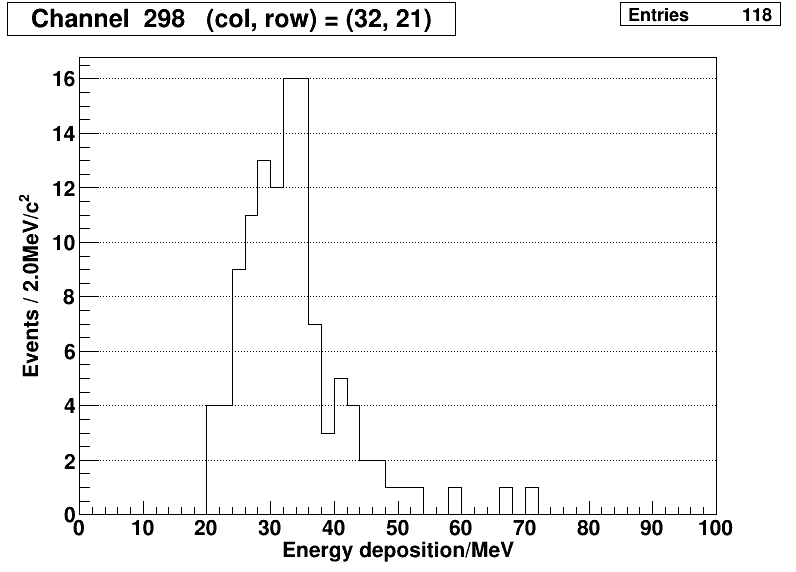 Channel 298 (col, row) = (32, 21)
Entries 118
Events / 2.0MeV/c²
16
14
12
10
8
6
4
2
0
0 10 20 30 40 50 60 70 80 90 100
Energy deposition/MeV